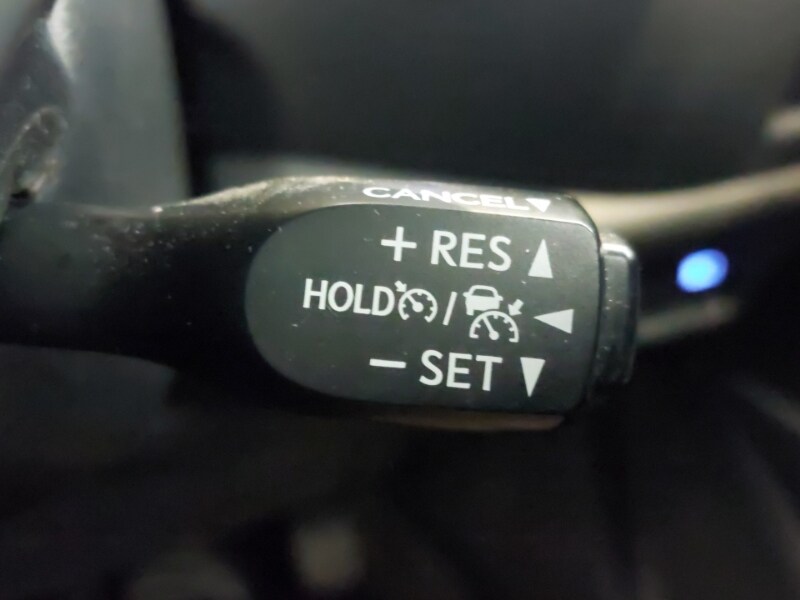 CANCEL▼
+ RES ▲
HOLD / ◀
− SET ▼